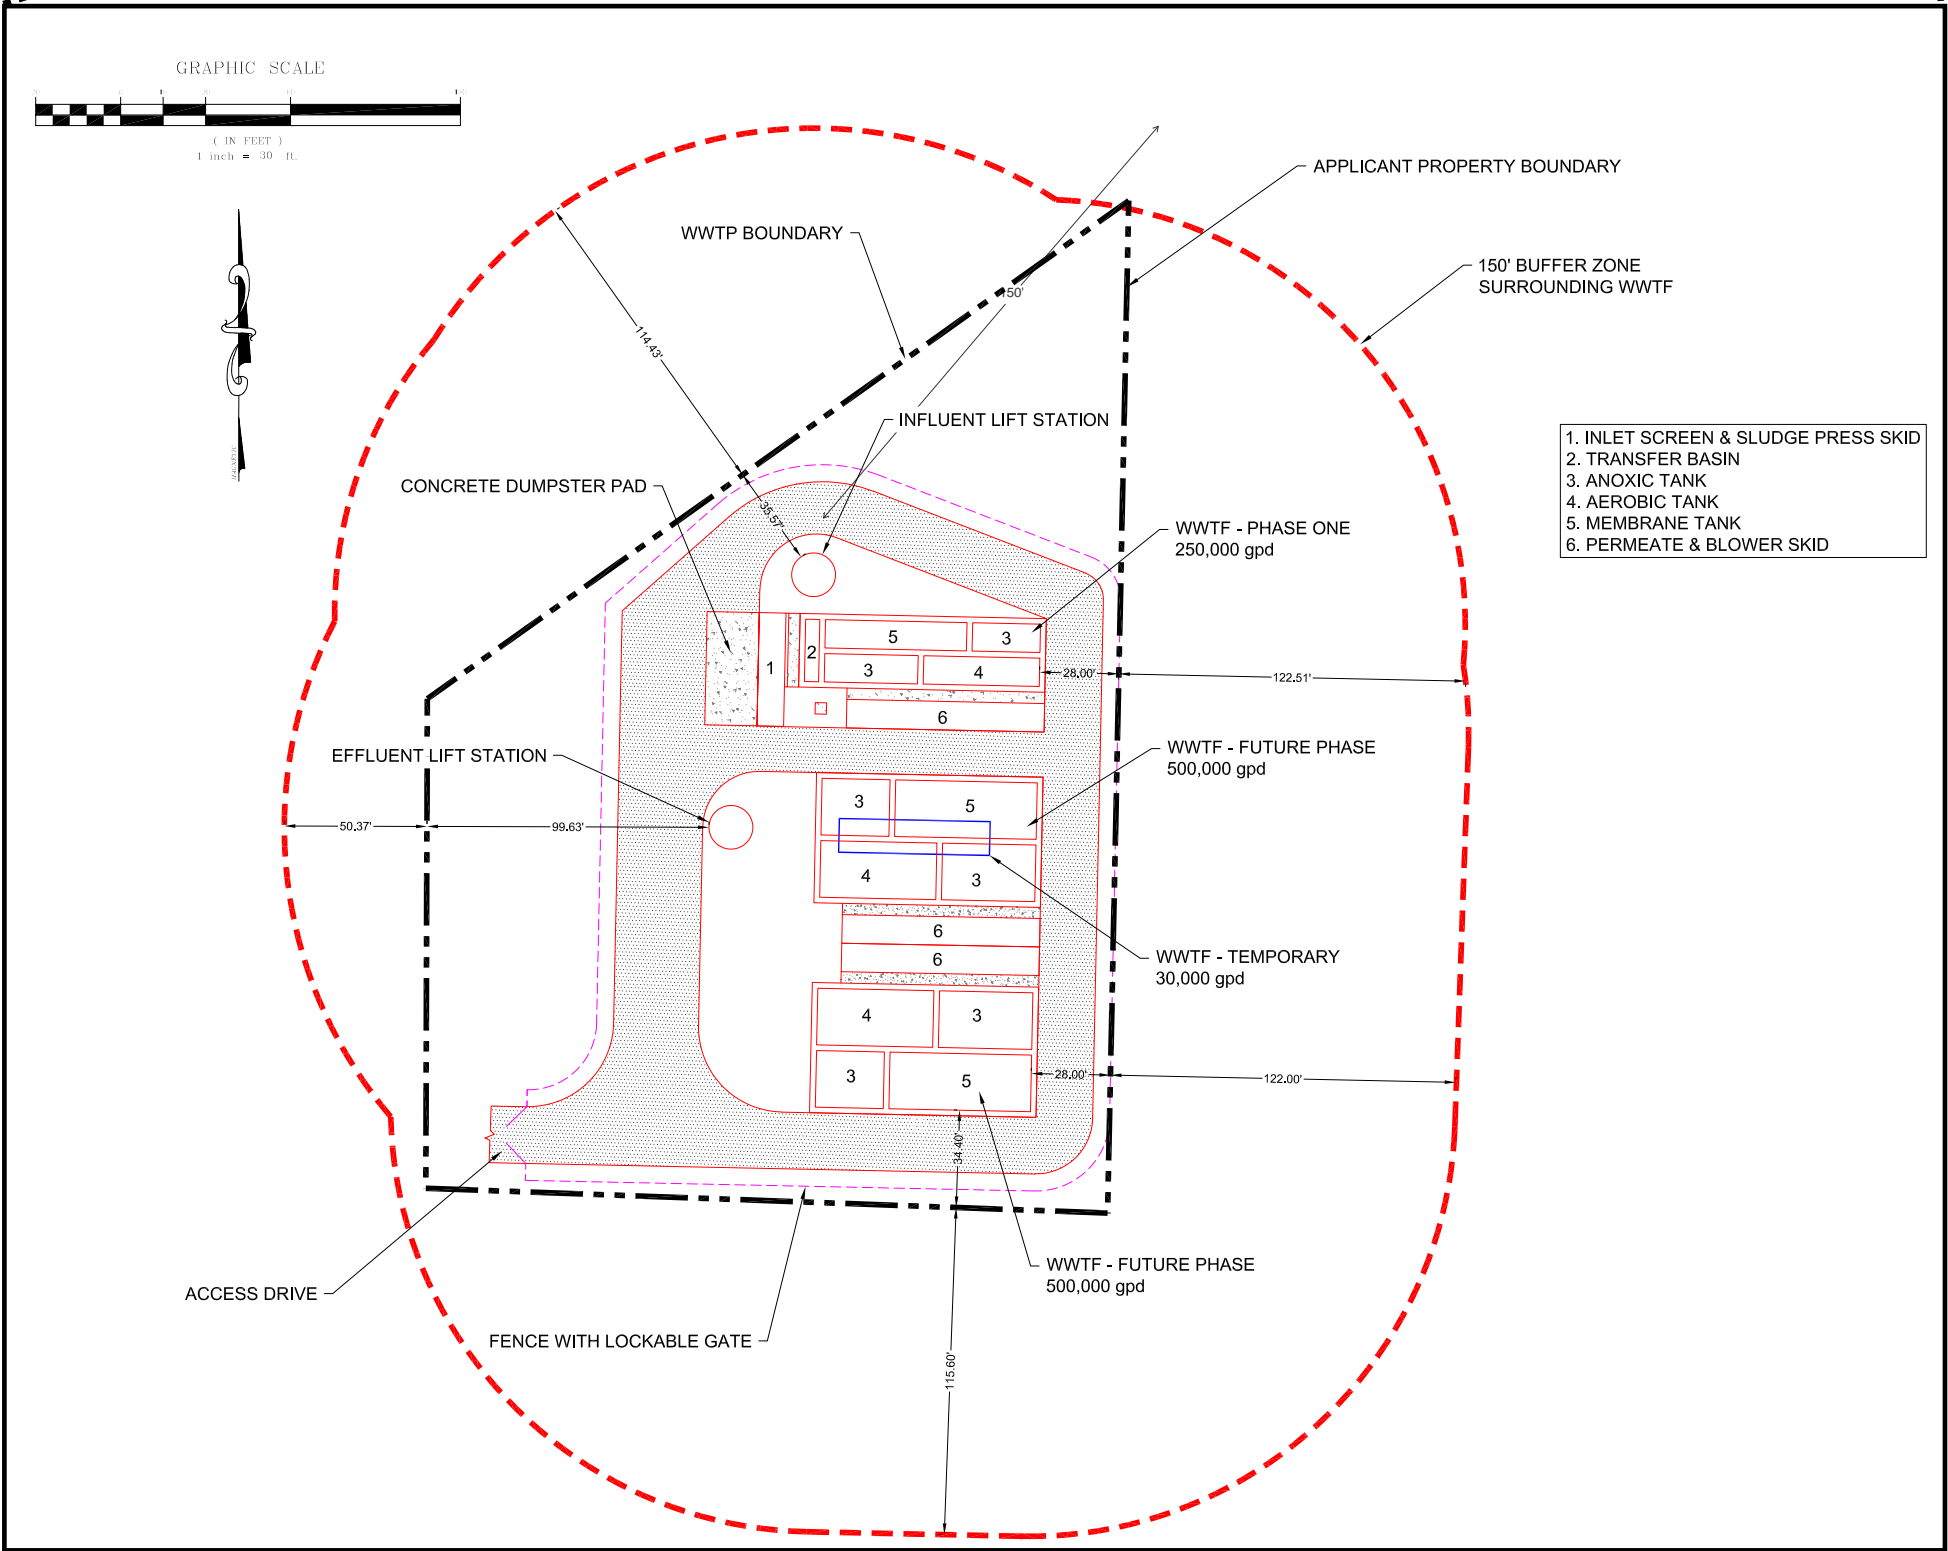 GRAPHIC SCALE
( IN FEET )
1 inch = 30 ft.
APPLICANT PROPERTY BOUNDARY
WWTP BOUNDARY
150' BUFFER ZONE
SURROUNDING WWTF
150'
114.43'
INFLUENT LIFT STATION
1. INLET SCREEN & SLUDGE PRESS SKID
2. TRANSFER BASIN
3. ANOXIC TANK
4. AEROBIC TANK
5. MEMBRANE TANK
6. PERMEATE & BLOWER SKID
CONCRETE DUMPSTER PAD
35.57'
WWTF - PHASE ONE
250,000 gpd
5
3
1
2
3
4
28.00'
122.51'
6
EFFLUENT LIFT STATION
WWTF - FUTURE PHASE
500,000 gpd
3
5
50.37'
99.63'
4
3
6
6
WWTF - TEMPORARY
30,000 gpd
4
3
3
5
28.00'
122.00'
34.40'
WWTF - FUTURE PHASE
500,000 gpd
ACCESS DRIVE
FENCE WITH LOCKABLE GATE
115.60'